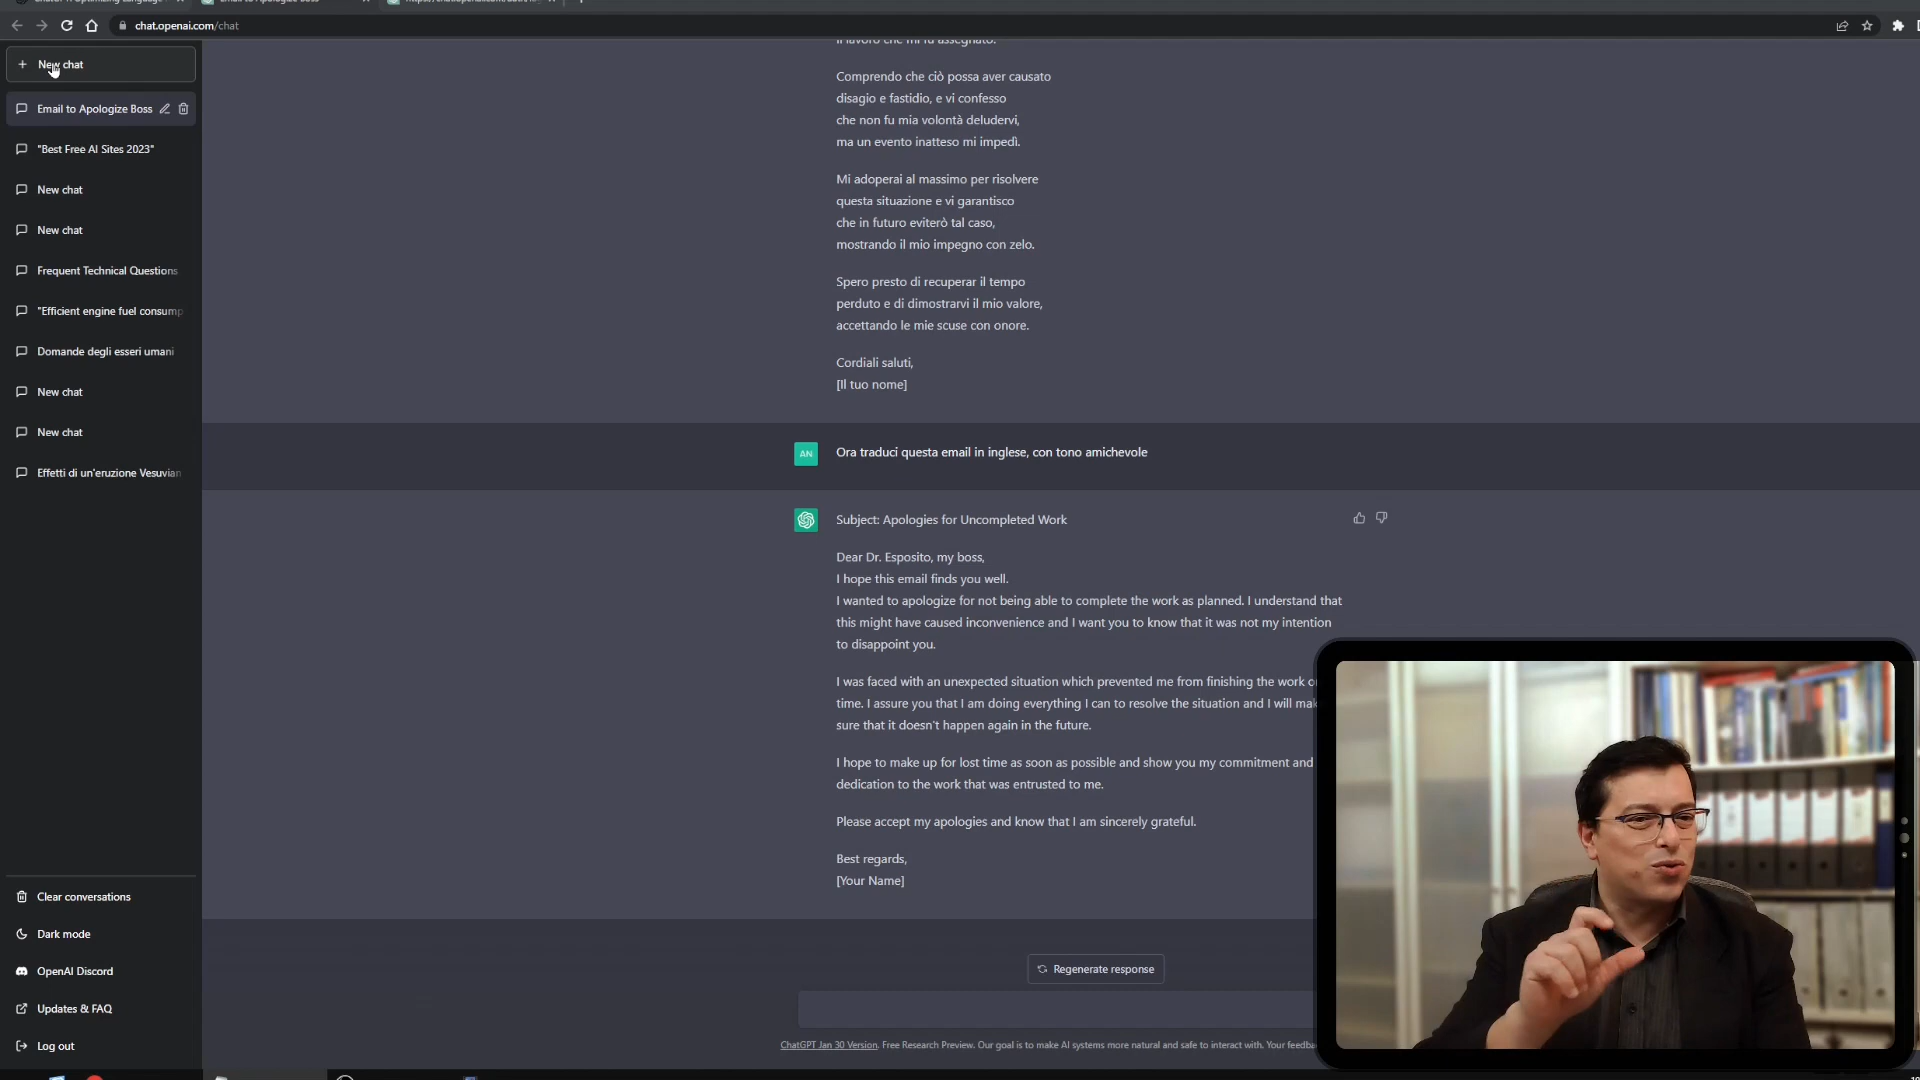 chat.openai.com/chat
New chat
Email to Apologize Boss
"Best Free AI Sites 2023"
New chat
New chat
Frequent Technical Questions
"Efficient engine fuel consump
Domande degli esseri umani
New chat
New chat
Effetti di un'eruzione Vesuvian
Clear conversations
Dark mode
OpenAI Discord
Updates & FAQ
Log out
il lavoro che mi fu assegnato.
Comprendo che ciò possa aver causato
disagio e fastidio, e vi confesso
che non fu mia volontà deludervi,
ma un evento inatteso mi impedì.
Mi adoperai al massimo per risolvere
questa situazione e vi garantisco
che in futuro eviterò tal caso,
mostrando il mio impegno con zelo.
Spero presto di recuperar il tempo
perduto e di dimostrarvi il mio valore,
accettando le mie scuse con onore.
Cordiali saluti,
[Il tuo nome]
AN
Ora traduci questa email in inglese, con tono amichevole
Subject: Apologies for Uncompleted Work
Dear Dr. Esposito, my boss,
I hope this email finds you well.
I wanted to apologize for not being able to complete the work as planned. I understand that
this might have caused inconvenience and I want you to know that it was not my intention
to disappoint you.
I was faced with an unexpected situation which prevented me from finishing the work
time. I assure you that I am doing everything I can to resolve the situation and I will
sure that it doesn't happen again in the future.
I hope to make up for lost time as soon as possible and show you my commitment and
dedication to the work that was entrusted to me.
Please accept my apologies and know that I am sincerely grateful.
Best regards,
[Your Name]
Regenerate response
ChatGPT Jan 30 Version. Free Research Preview. Our goal is to make AI systems more natural and safe to interact with. Your